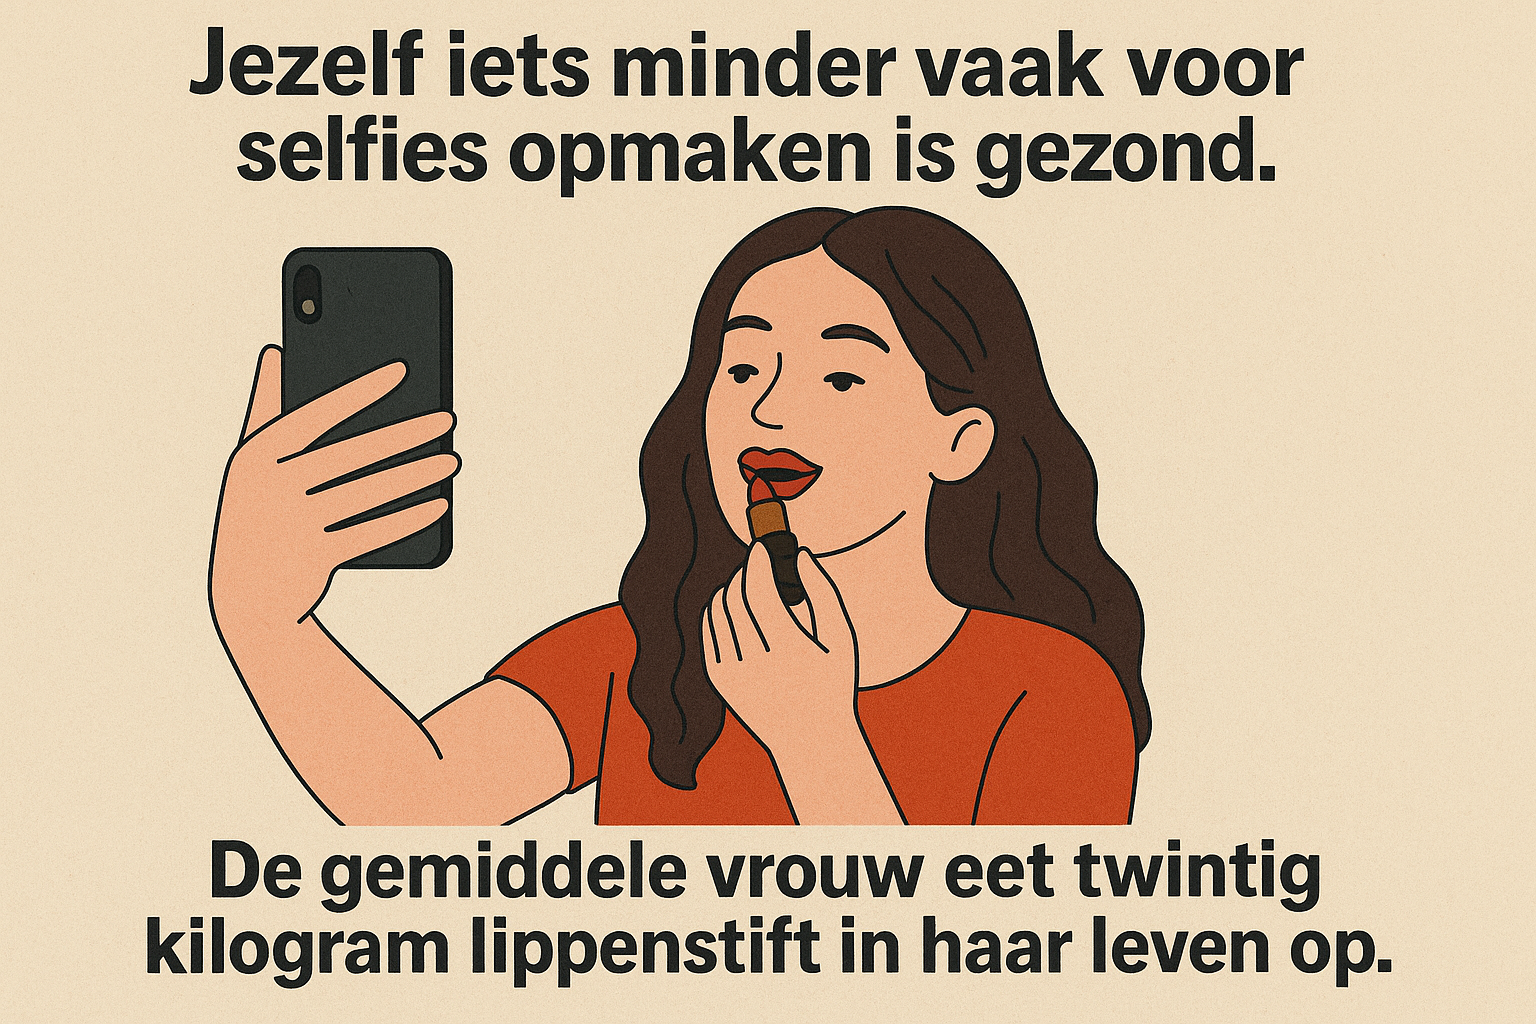 Jezelf iets minder vaak voor
selfies opmaken is gezond.
De gemiddele vrouw eet twintig
kilogram lippenstift in haar leven op.